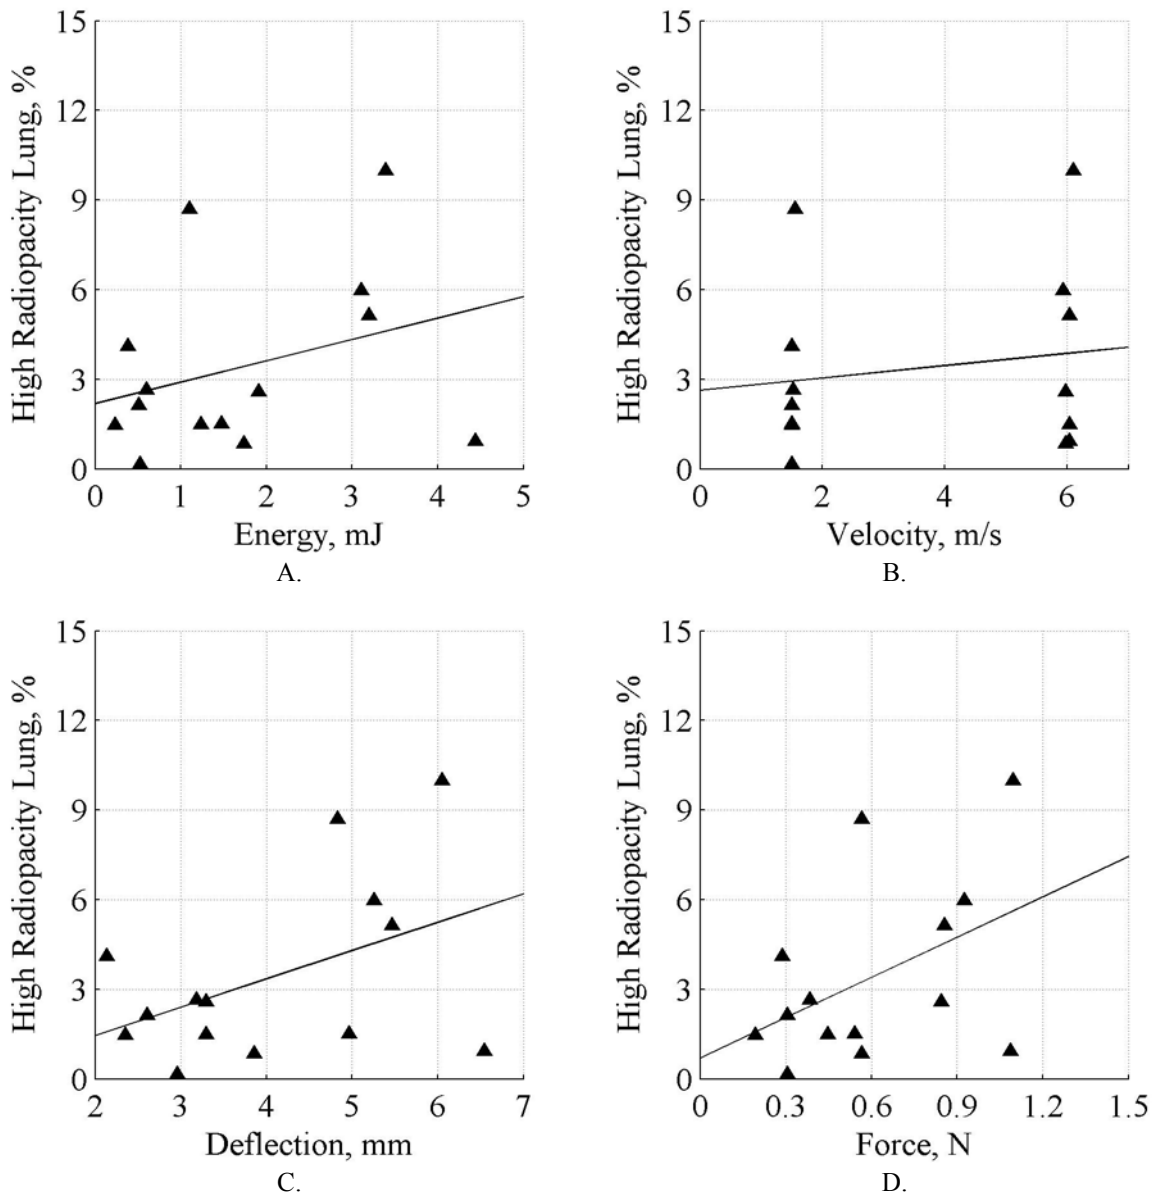 High Radiopacity Lung, %
15
12
9
6
3
0
0 1 2 3 4 5
Energy, mJ
A.
High Radiopacity Lung, %
15
12
9
6
3
0
0 2 4 6
Velocity, m/s
B.
High Radiopacity Lung, %
15
12
9
6
3
0
2 3 4 5 6 7
Deflection, mm
C.
High Radiopacity Lung, %
15
12
9
6
3
0
0 0.3 0.6 0.9 1.2 1.5
Force, N
D.